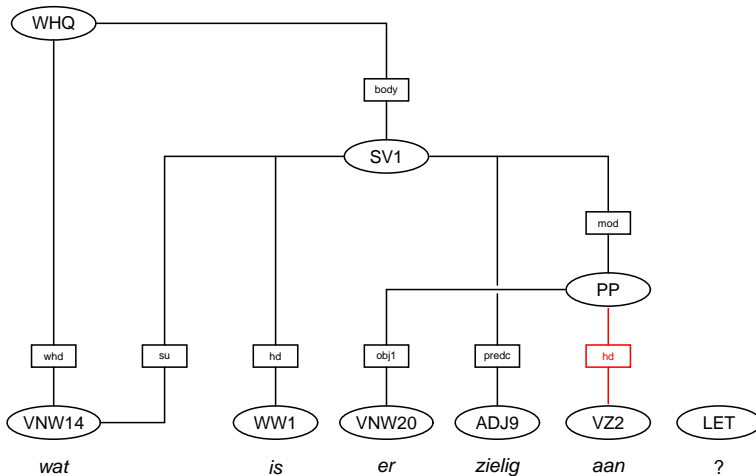 WHQ
body
SV1
mod
PP
whd su hd obj1 predc hd
VNW14 WW1 VNW20 ADJ9 VZ2 LET
wat is er zielig aan ?